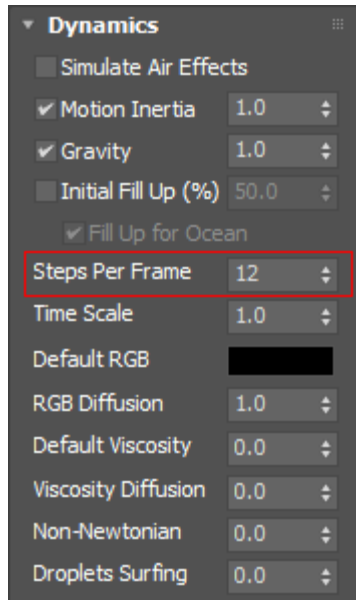 Dynamics
Simulate Air Effects
Motion Inertia 1.0
Gravity 1.0
Initial Fill Up (%) 50.0
Fill Up for Ocean
Steps Per Frame 12
Time Scale 1.0
Default RGB
RGB Diffusion 1.0
Default Viscosity 0.0
Viscosity Diffusion 0.0
Non-Newtonian 0.0
Droplets Surfing 0.0